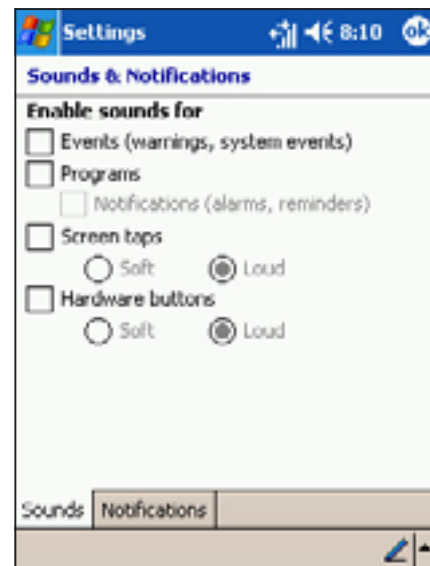 Settings 8:10 ok
Sounds & Notifications
Enable sounds for
Events (warnings, system events)
Programs
Notifications (alarms, reminders)
Screen taps
Soft Loud
Hardware buttons
Soft Loud
Sounds Notifications